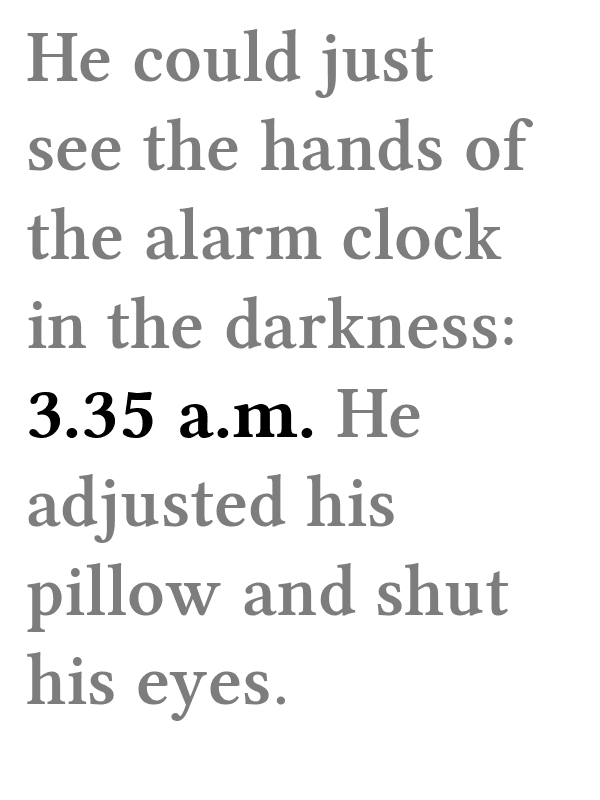 He could just
see the hands of
the alarm clock
in the darkness:
3.35 a.m. He
adjusted his
pillow and shut
his eyes.